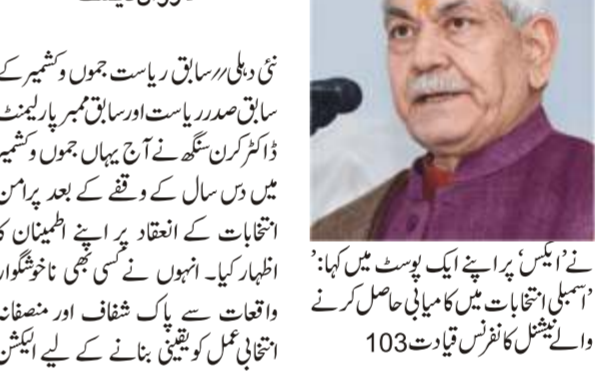 نے 'ایکس' پر اپنے ایک پوسٹ میں کہا: '
'اسمبلی انتخابات میں کامیابی حاصل کرنے
والے نیشنل کانفرنس قیادت 103
نئی دہلی//سابق ریاست جموں و کشمیر کے
سابق صدر ریاست اور سابق ممبر پارلیمنٹ
ڈاکٹر کرن سنگھ نے آج یہاں جموں و کشمیر
میں دس سال کے وقفے کے بعد پرامن
انتخابات کے انعقاد پر اپنے اطمینان کا
اظہار کیا۔ انہوں نے کسی بھی ناخوشگوار
واقعات سے پاک شفاف اور منصفانہ
انتخابی عمل کو یقینی بنانے کے لیے الیکشن